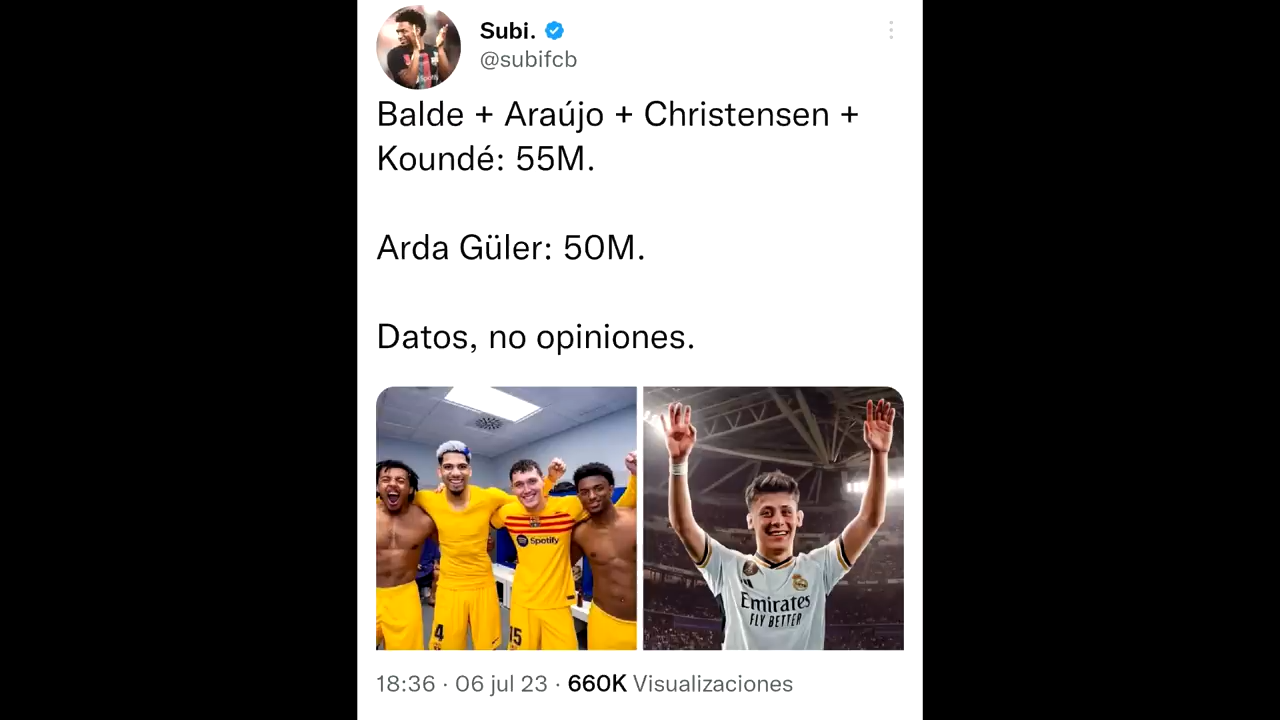 Subi.
@subifcb
Balde + Araújo + Christensen +
Koundé: 55M.
Arda Güler: 50M.
Datos, no opiniones.
4
15
Spotify
Emirates
FLY BETTER
18:36 · 06 jul 23 · 660K Visualizaciones